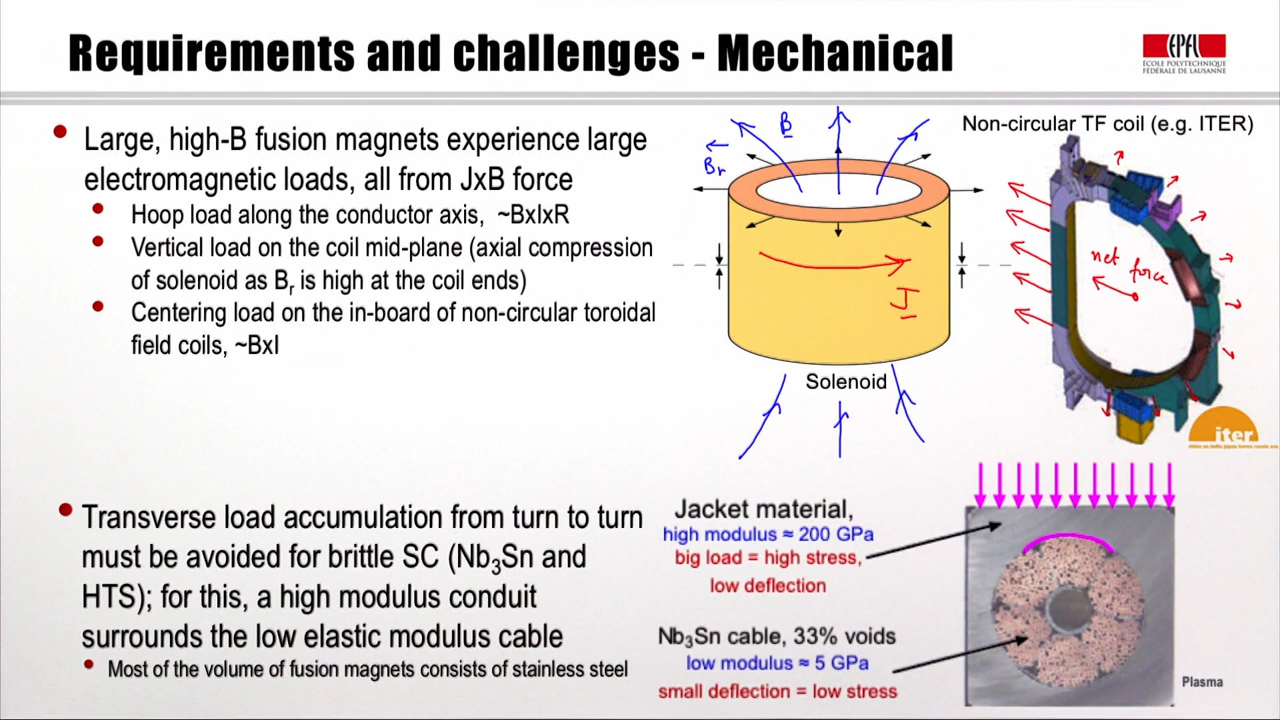 Requirements and challenges - Mechanical
EPFL
ÉCOLE POLYTECHNIQUE
FÉDÉRALE DE LAUSANNE
• Large, high-B fusion magnets experience large
electromagnetic loads, all from JxB force
• Hoop load along the conductor axis, ~BxIxR
• Vertical load on the coil mid-plane (axial compression
of solenoid as Br is high at the coil ends)
• Centering load on the in-board of non-circular toroidal
field coils, ~BxI
B
Br
J
Solenoid
Non-circular TF coil (e.g. ITER)
net force
iter
• Transverse load accumulation from turn to turn
must be avoided for brittle SC (Nb3Sn and
HTS); for this, a high modulus conduit
surrounds the low elastic modulus cable
• Most of the volume of fusion magnets consists of stainless steel
Jacket material,
high modulus ≈ 200 GPa
big load = high stress,
low deflection
Nb3Sn cable, 33% voids
low modulus ≈ 5 GPa
small deflection = low stress
Plasma